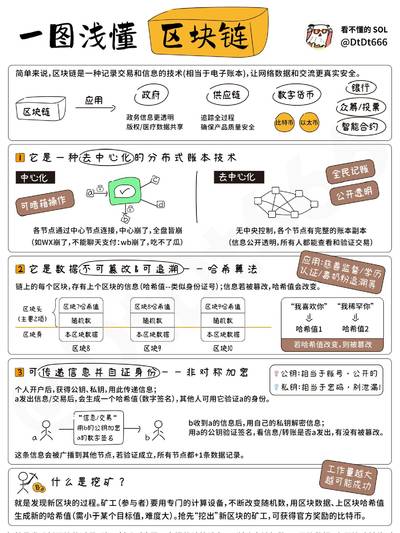 一图浅懂 区块链
看不懂的 SOL
@DtDt666
简单来说，区块链是一种记录交易和信息的技术(相当于电子账本)，让网络数据和交流更真实安全。
区块链
应用
政府
政务信息更透明
版权/医疗数据共享
供应链
追踪全过程
确保产品质量安全
数字货币
比特币
以太币
银行
众筹/投票
智能合约
1 它是一种去中心化的分布式账本技术
中心化
可暗箱操作
各节点通过中心节点连接，中心崩了，全盘皆崩
(如WX崩了，不能聊天支付:wb崩了，吃不了瓜)
去中心化
全民记账
公开透明
无中央控制，各个节点有完整的账本副本
(信息公开透明，所有人都能查看和验证交易)
2 它是数据不可篡改&可追溯--哈希算法
应用:慈善监督/学历
链上的每个区块，存有上个区块的信息(哈希值--类似身份证号)；信息若被篡改，哈希值会改变。
区块头
(主要2项)
区块身
区块7哈希值
随机数
本区块数据
区块8
区块8哈希值
随机数
本区块数据
区块9
区块9哈希值
随机数
本区块数据
区块10
“我喜欢你”
哈希值1
“我稀罕你”
哈希值2
若哈希值改变，则被篡改
3 可传递信息并自证身份--非对称加密
公钥:相当于账号，公开的
私钥:相当于密码，别泄漏!
个人开户后，获得公钥、私钥，用此传递信息；
a发出信息/交易后，会生成一个哈希值(数字签名)，其他人可用它验证a的身份。
a
“信息/交易”
用b的公钥加密
a的数字签名
b
b收到a的信息后，用自己的私钥解密信息；
用a的公钥验证签名，看信息/转账是否a发出，有没有被篡改。
这条信息会被广播到其他节点，若验证成立，所有节点都+1条数据记录。
什么是挖矿?
工作量越大
越可能成功
就是发现新区块的过程。矿工(参与者)要用专门的计算设备，不断改变随机数，用区块数据、上区块哈希值
生成新的哈希值(需小于某个目标值，难度大)。抢先“挖出”新区块的矿工，可获得官方奖励的比特币。